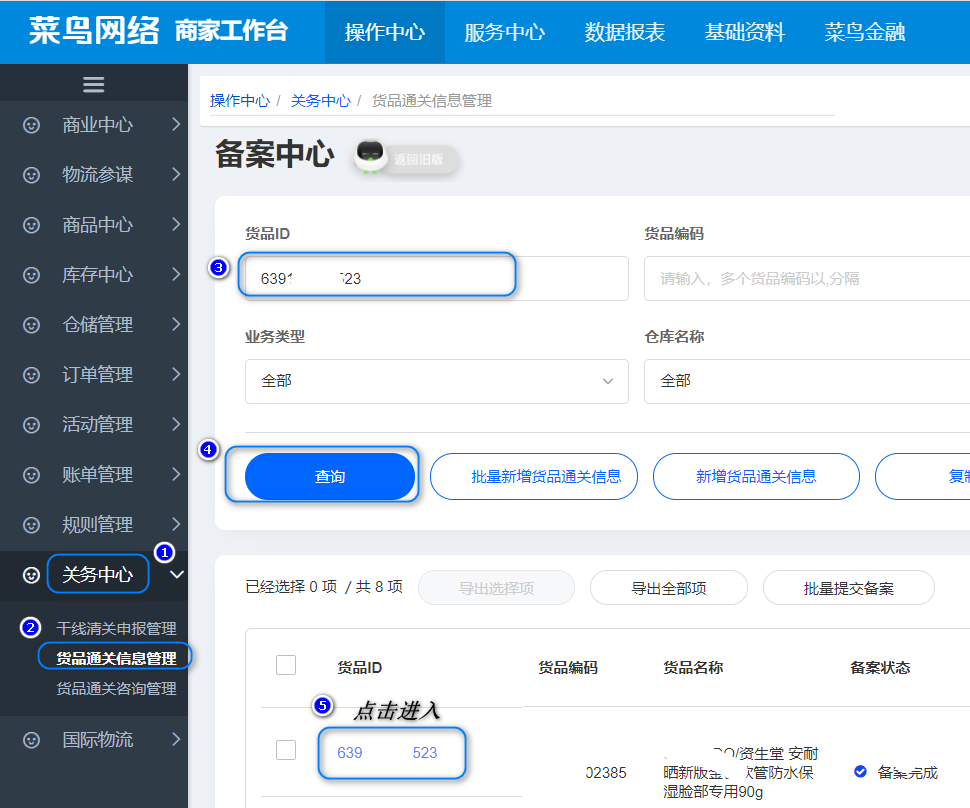 菜鸟网络 商家工作台 操作中心 服务中心 数据报表 基础资料 菜鸟金融
商业中心
物流参谋
商品中心
库存中心
仓储管理
订单管理
活动管理
账单管理
规则管理
1
关务中心
2 干线清关申报管理
货品通关信息管理
货品通关咨询管理
国际物流
操作中心 / 关务中心 / 货品通关信息管理
备案中心 返回旧版
货品ID 货品编码
3 6391 523 请输入，多个货品编码以,分隔
业务类型 仓库名称
全部 全部
4 查询 批量新增货品通关信息 新增货品通关信息
已经选择 0 项 / 共 8 项 导出选择项 导出全部项 批量提交备案
货品ID 货品编码 货品名称 备案状态
5 点击进入
639 523 02385 /资生堂 安耐
晒新版金 软管防水保 备案完成
湿脸部专用90g